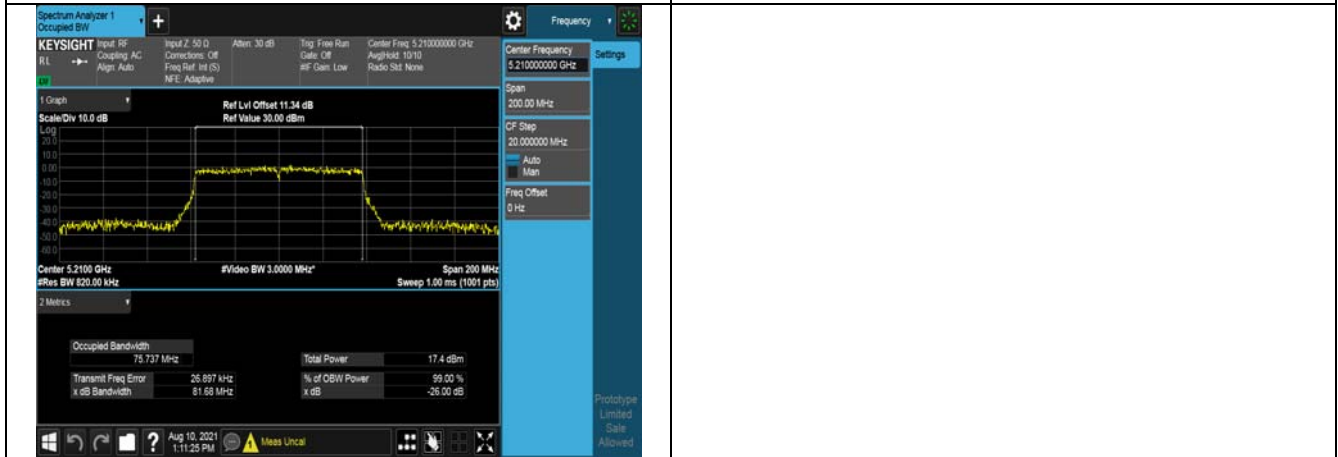 Spectrum Analyzer 1
Occupied BW
+
Frequency
KEYSIGHT Input: RF
R L
Coupling: AC
Align: Auto
Input Z: 50 Ω
Corrections: Off
Freq Ref: Int (S)
NFE: Adaptive
Atten: 30 dB
Trig: Free Run
Gate: Off
#IF Gain: Low
Center Freq: 5.210000000 GHz
Avg|Hold: 10/10
Radio Std: None
Center Frequency
5.210000000 GHz
Settings
Span
200.00 MHz
CF Step
20.000000 MHz
Auto
Man
Freq Offset
0 Hz
1 Graph
Scale/Div 10.0 dB
Ref Lvl Offset 11.34 dB
Ref Value 30.00 dBm
Log
20.0
10.0
0.00
-10.0
-20.0
-30.0
-40.0
-50.0
-60.0
Center 5.2100 GHz
#Res BW 820.00 kHz
#Video BW 3.0000 MHz*
Span 200 MHz
Sweep 1.00 ms (1001 pts)
2 Metrics
Occupied Bandwidth
75.737 MHz
Total Power 17.4 dBm
Transmit Freq Error 26.897 kHz
% of OBW Power 99.00 %
x dB Bandwidth 81.68 MHz
x dB -26.00 dB
Prototype
Limited
Sale
Allowed
? Aug 10, 2021
1:11:25 PM
Meas Uncal